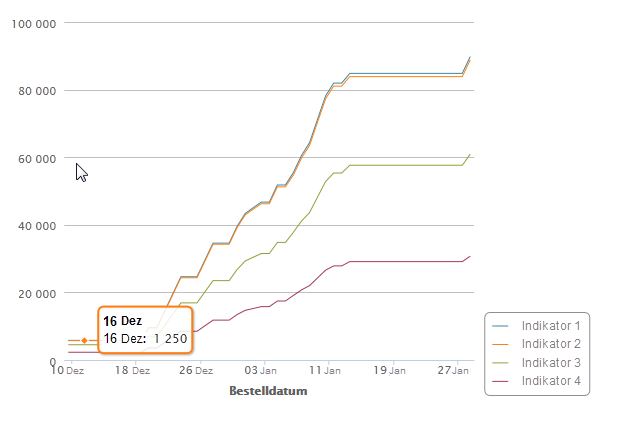 100 000
80 000
60 000
40 000
20 000
0
16 Dez
16 Dez: 1 250
10 Dez 18 Dez 26 Dez 03 Jan 11 Jan 19 Jan 27 Jan
Bestelldatum
Indikator 1
Indikator 2
Indikator 3
Indikator 4